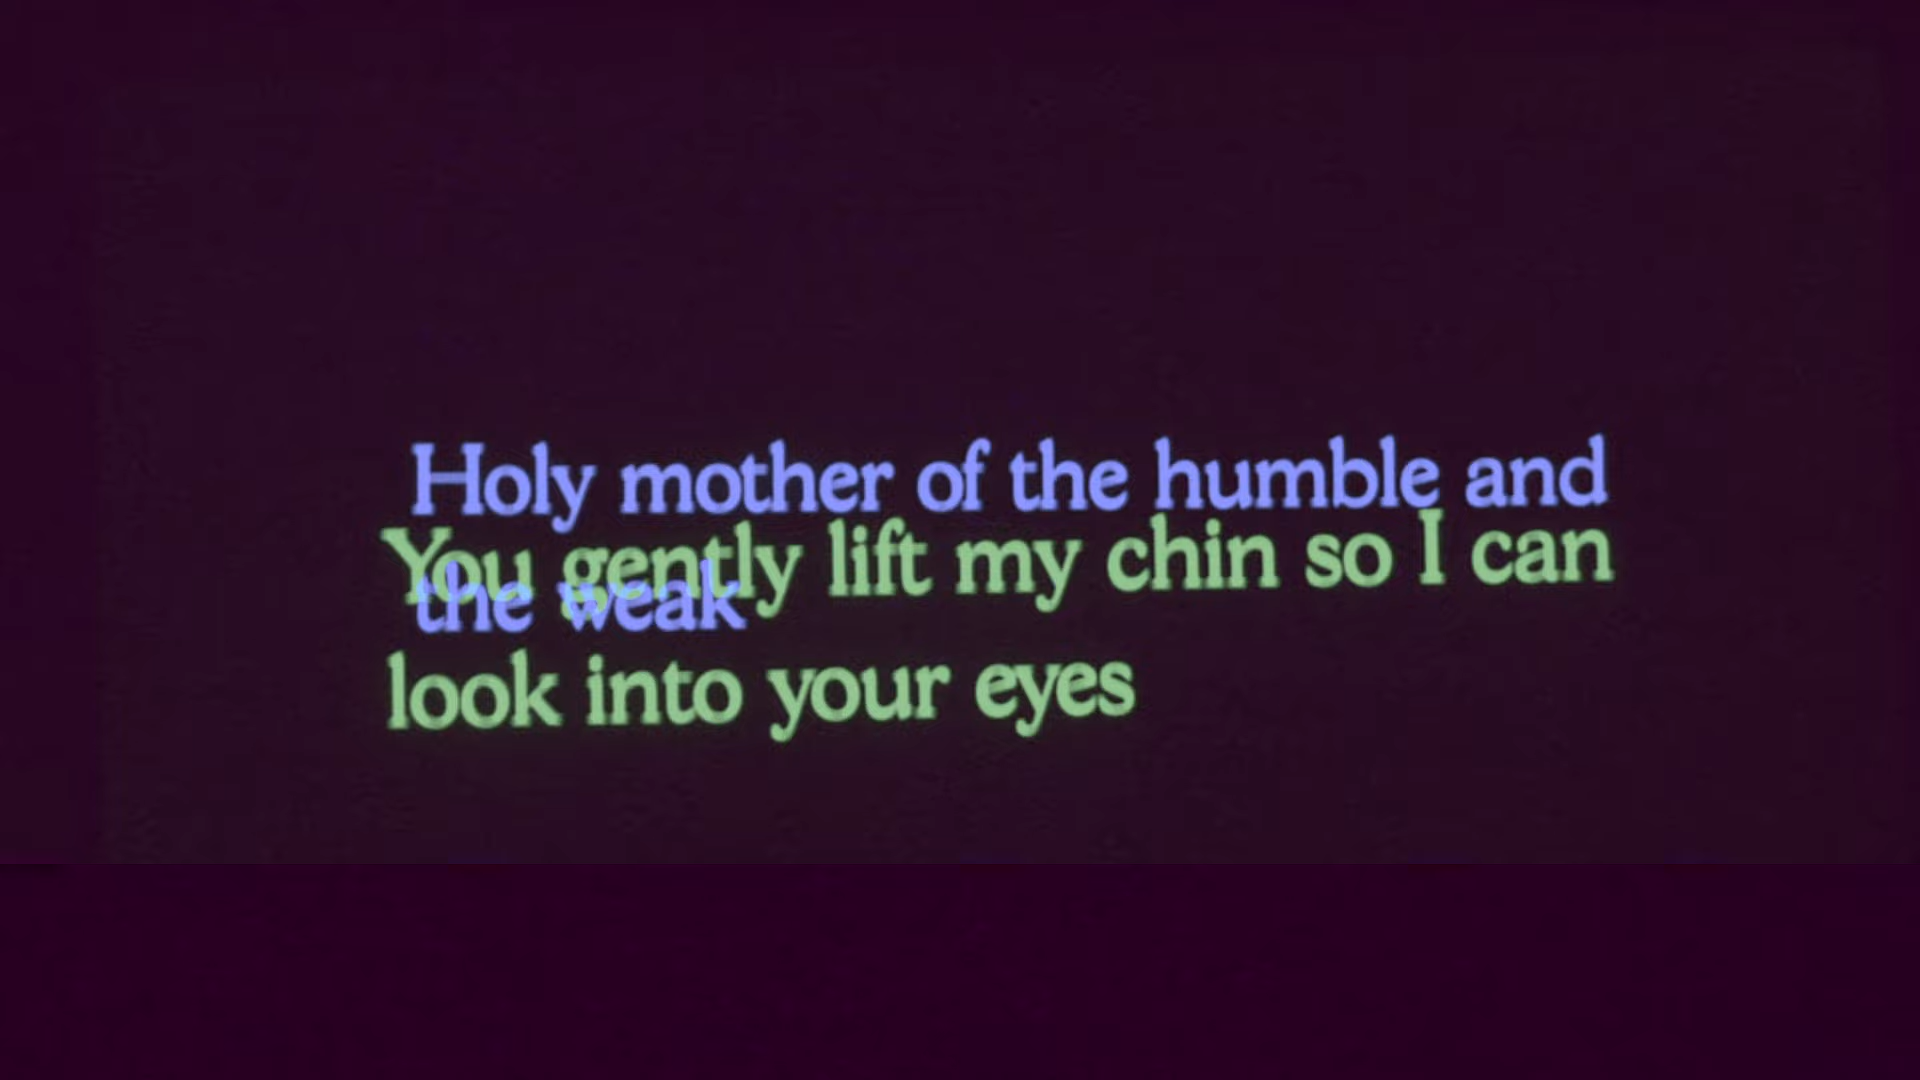 Holy mother of the humble and
the weak
You gently lift my chin so I can
look into your eyes